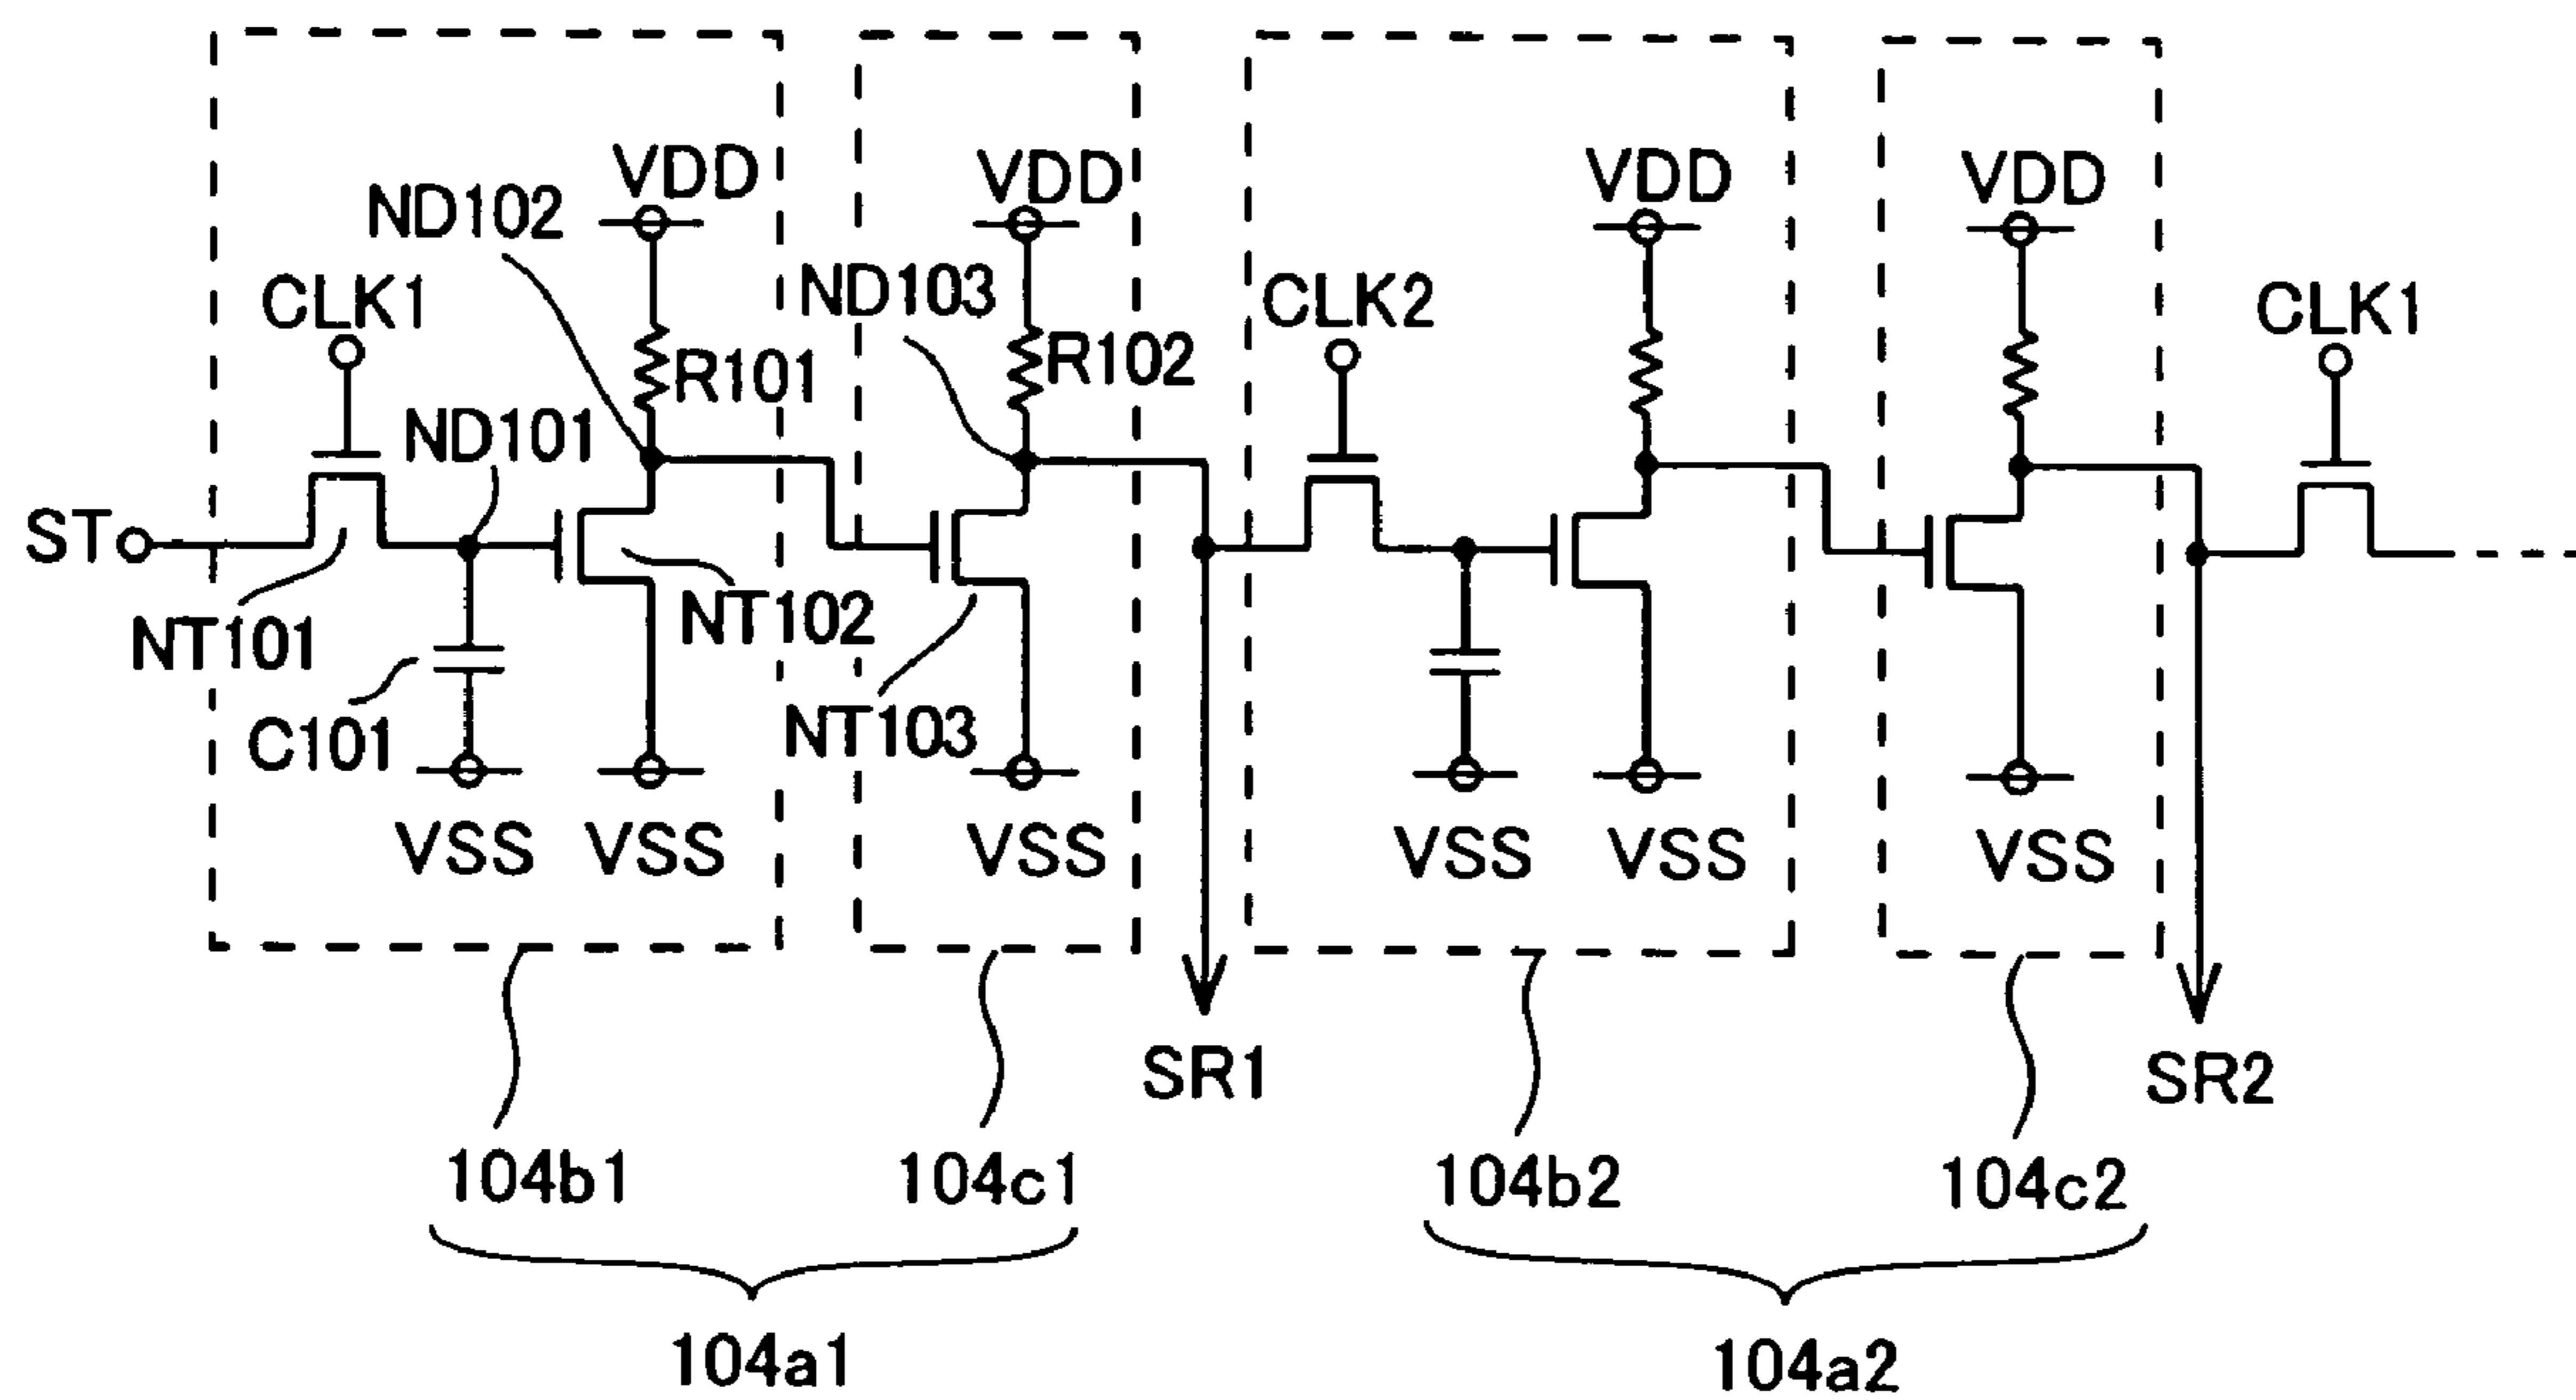 VDD
VDD
VDD
VDD
ND102
ND103
CLK1
CLK2
CLK1
R101
R102
ND101
ST
NT101
NT102
C101
NT103
VSS
VSS
VSS
VSS
VSS
VSS
SR1
SR2
104b1
104c1
104b2
104c2
104a1
104a2